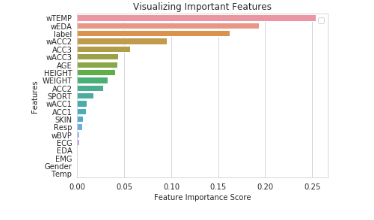 Visualizing Important Features
wTEMP
wEDA
label
wACC2
ACC3
wACC3
AGE
HEIGHT
WEIGHT
ACC2
SPORT
wACC1
ACC1
SKIN
Resp
wBVP
ECG
EDA
EMG
Gender
Temp
Features
0.00 0.05 0.10 0.15 0.20 0.25
Feature Importance Score